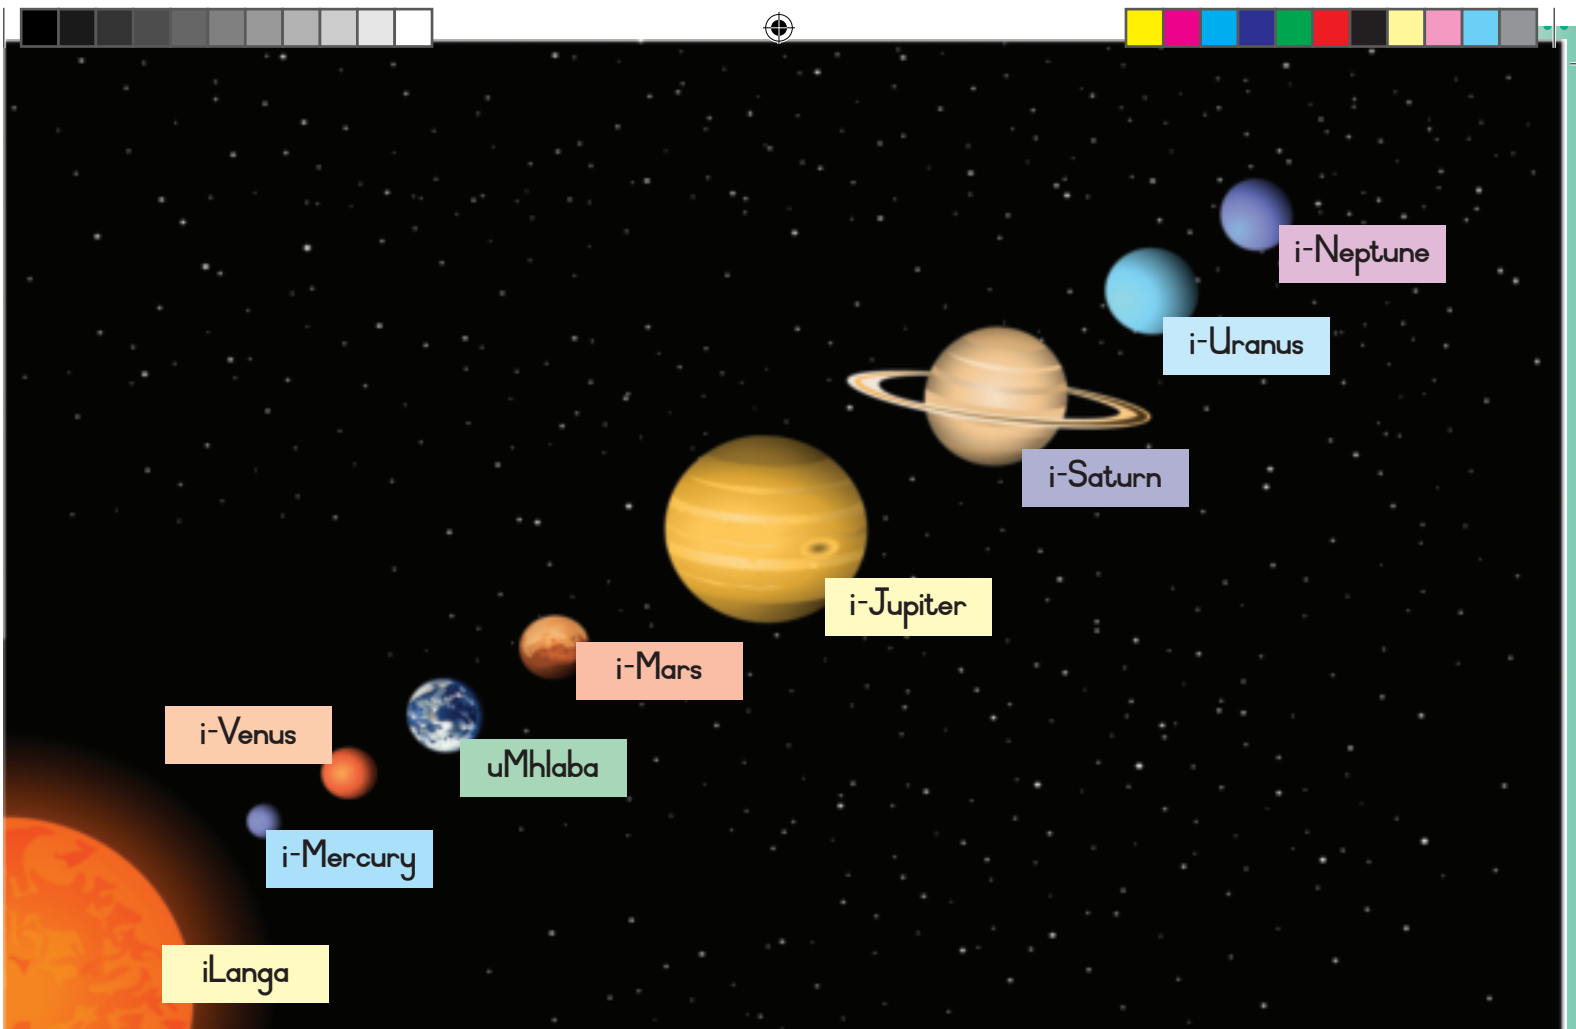 i-Neptune
i-Uranus
i-Saturn
i-Jupiter
i-Mars
i-Venus
uMhlaba
i-Mercury
iLanga